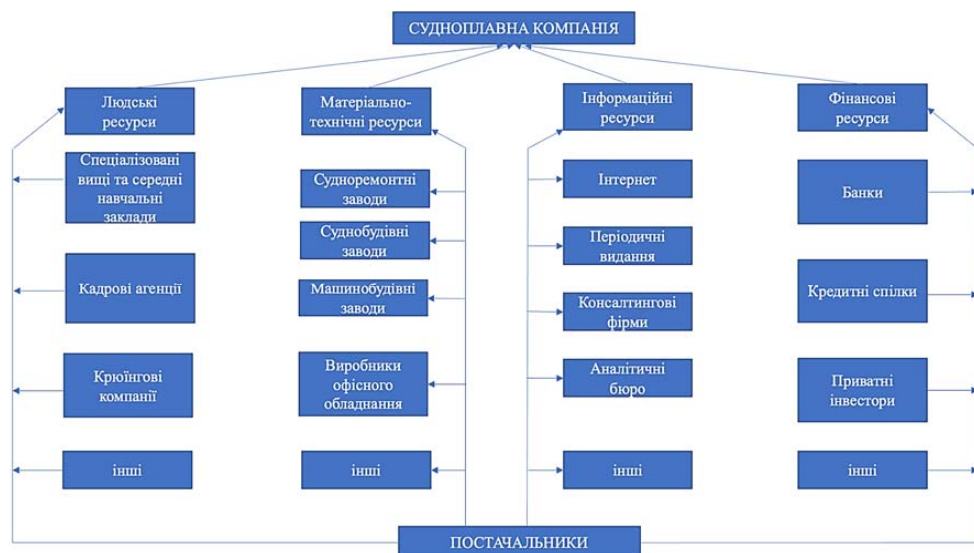 СУДНОПЛАВНА КОМПАНІЯ
Людські
ресурси
Матеріально-
технічні ресурси
Інформаційні
ресурси
Фінансові
ресурси
Спеціалізовані
вищі та середні
навчальні
заклади
Кадрові агенції
Крюїнгові
компанії
інші
Судноремонтні
заводи
Суднобудівні
заводи
Машинобудівні
заводи
Виробники
офісного
обладнання
інші
Інтернет
Періодичні
видання
Консалтингові
фірми
Аналітичні
бюро
інші
Банки
Кредитні спілки
Приватні
інвестори
інші
ПОСТАЧАЛЬНИКИ